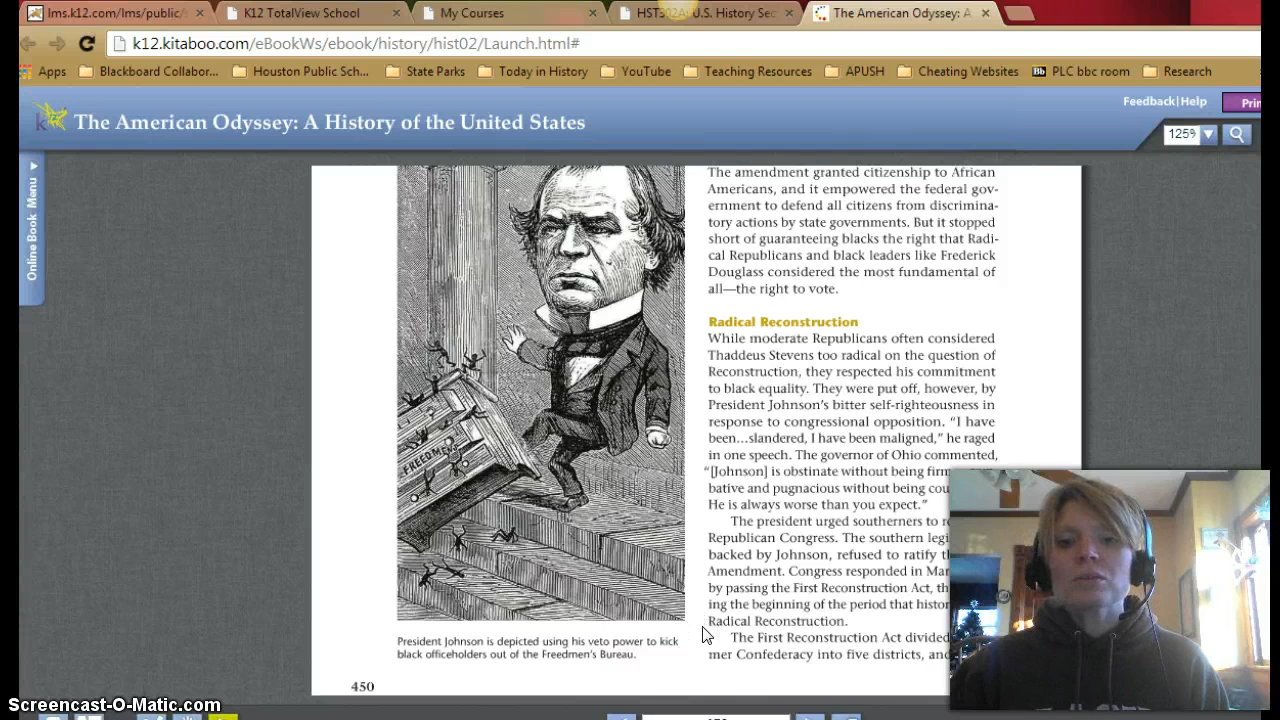 lms.k12.com/lms/public/
K12 TotalView School
My Courses
HST302A: U.S. History Sec
The American Odyssey: A
k12.kitaboo.com/eBookWs/ebook/history/hist02/Launch.html#
Apps
Blackboard Collabor...
Houston Public Sch...
State Parks
Today in History
YouTube
Teaching Resources
APUSH
Cheating Websites
Bb PLC bbc room
Research
Feedback|Help
Prin
The American Odyssey: A History of the United States
125%
Online Book Menu
FREEDMENS
President Johnson is depicted using his veto power to kick
black officeholders out of the Freedmen's Bureau.
450
The amendment granted citizenship to African
Americans, and it empowered the federal gov-
ernment to defend all citizens from discrimina-
tory actions by state governments. But it stopped
short of guaranteeing blacks the right that Radi-
cal Republicans and black leaders like Frederick
Douglass considered the most fundamental of
all—the right to vote.
Radical Reconstruction
While moderate Republicans often considered
Thaddeus Stevens too radical on the question of
Reconstruction, they respected his commitment
to black equality. They were put off, however, by
President Johnson's bitter self-righteousness in
response to congressional opposition. "I have
been...slandered, I have been maligned," he raged
in one speech. The governor of Ohio commented,
"[Johnson] is obstinate without being firm
bative and pugnacious without being cou
He is always worse than you expect."
The president urged southerners to
Republican Congress. The southern legi
backed by Johnson, refused to ratify
Amendment. Congress responded in Mar
by passing the First Reconstruction Act,
ing the beginning of the period that histor
Radical Reconstruction.
The First Reconstruction Act divided
mer Confederacy into five districts, and
Screencast-O-Matic.com